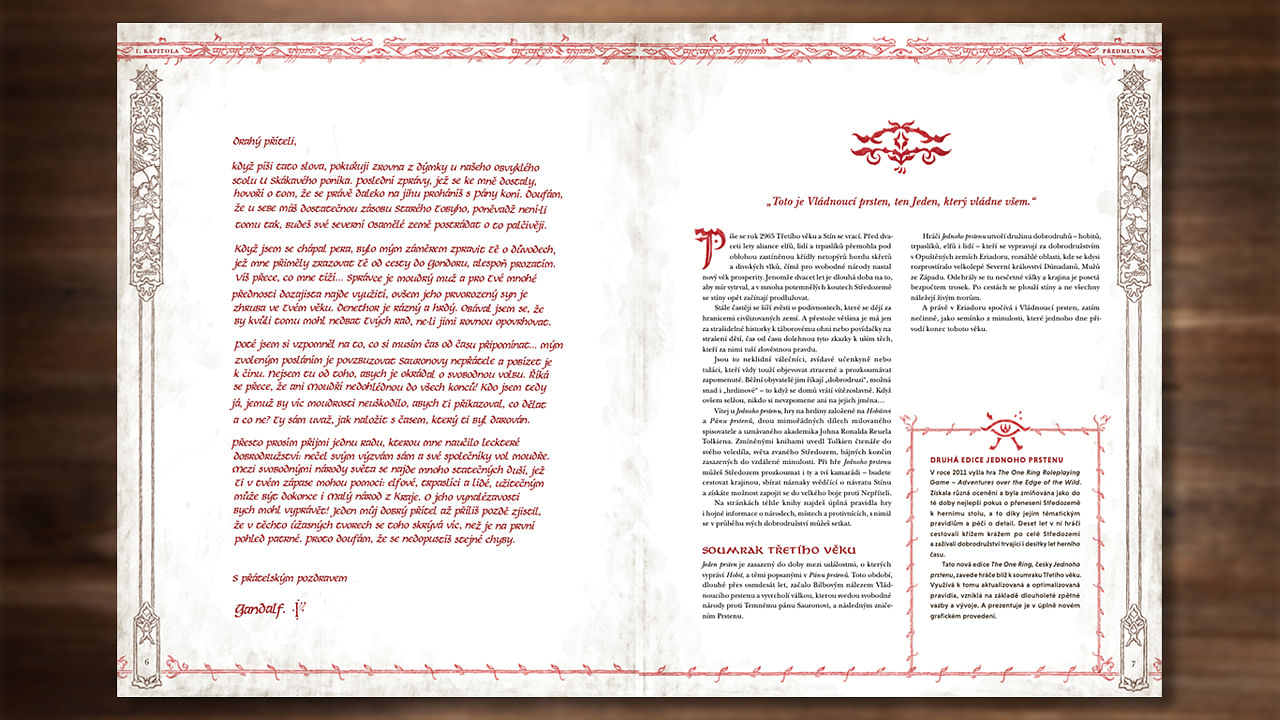 I. KAPITOLA
Drahý příteli,
když píši tato slova, pokuřuji zrovna z dýmky u našeho obvyklého
stolu u Skákavého poníka. Poslední zprávy, jež se ke mně dostaly,
hovoří o tom, že se právě daleko na jihu proháníš s Pány koní. Doufám,
že u sebe máš dostatečnou zásobu Starého Tobyho, poněvadž není-li
tomu tak, budeš své severní Osamělé země postrádat o to palčivěji.
Když jsem se chápal pera, bylo mým záměrem zpravit tě o důvodech,
jež mne přiměly zrazovat tě od cesty do Gondoru, alespoň prozatím.
Víš přece, co mne tíží... Správce je moudrý muž a pro tvé mnohé
přednosti dozajista najde využití, ovšem jeho prvorozený syn je
zhruba ve tvém věku. Denethor je rázný a hrdý. Obával jsem se, že
by kvůli tomu mohl nedbat tvých rad, ne-li jimi rovnou opovrhovat.
Poté jsem si vzpomněl na to, co si musím čas od času připomínat... mým
zvoleným posláním je povzbuzovat Sauronovy nepřátele a pobízet je
k činu. Nejsem tu od toho, abych je okrádal o svobodnou volbu. Říká
se přece, že ani Moudří nedohlédnou do všech konců! Kdo jsem tedy
já, jemuž by víc moudrosti neuškodilo, abych ti přikazoval, co dělat
a co ne? Ty sám uvaž, jak naložit s časem, který ti byl darován.
Přesto prosím přijmi jednu radu, kterou mne naučilo leckteré
dobrodružství: nečel svým výzvám sám a své společníky vol moudře.
Mezi svobodnými národy světa se najde mnoho statečných duší, jež
ti v tvém zápase mohou pomoci: elfové, trpaslíci a lidé, užitečným
může být dokonce i Malý národ z Kraje. O jeho vynalézavosti
bych mohl vyprávět! Jeden můj dobrý přítel až příliš pozdě zjistil,
že v těchto úžasných tvorech se toho skrývá víc, než je na první
pohled patrné. Proto doufám, že se nedopustíš stejné chyby.
S přátelským pozdravem
Gandalf.
6
PŘEDMLUVA
„Toto je Vládnoucí prsten, ten Jeden, který vládne všem.“
Píše se rok 2965 Třetího věku a Stín se vrací. Před dva-
ceti lety aliance elfů, lidí a trpaslíků přemohla pod
oblohou zastíněnou křídly netopýrů hordu skřetů
a divokých vlků, čímž pro svobodné národy nastal
nový věk prosperity. Jenomže dvacet let je dlouhá doba na to,
aby mír vytrval, a v mnoha potemnělých koutech Středozemě
se stíny opět začínají prodlužovat.
Stále častěji se šíří zvěsti o podivnostech, které se dějí za
hranicemi civilizovaných zemí. A přestože většina je má jen
za strašidelné historky k táborovému ohni nebo povídačky na
strašení dětí, čas od času dolehnou tyto zkazky k uším těch,
kteří za nimi tuší zlověstnou pravdu.
Jsou to neklidní válečníci, zvídavé učenkyně nebo
tuláci, kteří vždy touží objevovat ztracené a prozkoumávat
zapomenuté. Běžní obyvatelé jim říkají „dobrodruzi“, možná
snad i „hrdinové“ – to když se domů vrátí vítězoslavně. Když
ovšem selžou, nikdo si nevzpomene ani na jejich jména…
Vítej u Jednoho prstenu, hry na hrdiny založené na Hobitovi
a Pánu prstenů, dvou mimořádných dílech milovaného
spisovatele a uznávaného akademika Johna Ronalda Reuela
Tolkiena. Zmíněnými knihami uvedl Tolkien čtenáře do
svého veledíla, světa zvaného Středozem, bájných končin
zasazených do vzdálené minulosti. Při hře Jednoho prstenu
můžeš Středozem prozkoumat i ty a tví kamarádi – budete
cestovat krajinou, sbírat náznaky svědčící o návratu Stínu
a získáte možnost zapojit se do velkého boje proti Nepříteli.
Na stránkách téhle knihy najdeš úplná pravidla hry
i hojné informace o národech, místech a protivnících, s nimiž
se v průběhu svých dobrodružství můžeš setkat.
SOUMRAK TŘETÍHO VĚKU
Jeden prsten je zasazený do doby mezi událostmi, o kterých
vypráví Hobit, a těmi popsanými v Pánu prstenů. Toto období,
dlouhé přes osmdesát let, začalo Bilbovým nálezem Vlád-
noucího prstenu a vyvrcholí válkou, kterou svedou svobodné
národy proti Temnému pánu Sauronovi, a následným zniče-
ním Prstenu.
Hráči Jednoho prstenu utvoří družinu dobrodruhů – hobitů,
trpaslíků, elfů i lidí – kteří se vypravují za dobrodružstvím
v Opuštěných zemích Eriadoru, rozsáhlé oblasti, kde se kdysi
rozprostíralo velkolepé Severní království Dúnadanů, Mužů
ze Západu. Odehrály se tu nesčetné války a krajina je posetá
bezpočtem trosek. Po cestách se plouží stíny a ne všechny
náležejí živým tvorům.
A právě v Eriadoru spočívá i Vládnoucí prsten, zatím
nečinně, jako semínko z minulosti, které jednoho dne při-
vodí konec tohoto věku.
DRUHÁ EDICE JEDNOHO PRSTENU
V roce 2011 vyšla hra The One Ring Roleplaying
Game – Adventures over the Edge of the Wild.
Získala různá ocenění a byla zmiňována jako do
té doby nejlepší pokus o přenesení Středozemě
k hernímu stolu, a to díky jejím tématickým
pravidlům a péči o detail. Deset let v ní hráči
cestovali křížem krážem po celé Středozemi
a zažívali dobrodružství trvající i desítky let herního
času.
Tato nová edice The One Ring, česky Jednoho
prstenu, zavede hráče blíž k soumraku Třetího věku.
Využívá k tomu aktualizovaná a optimalizovaná
pravidla, vzniklá na základě dlouholeté zpětné
vazby a vývoje. A prezentuje je v úplně novém
grafickém provedení.
7